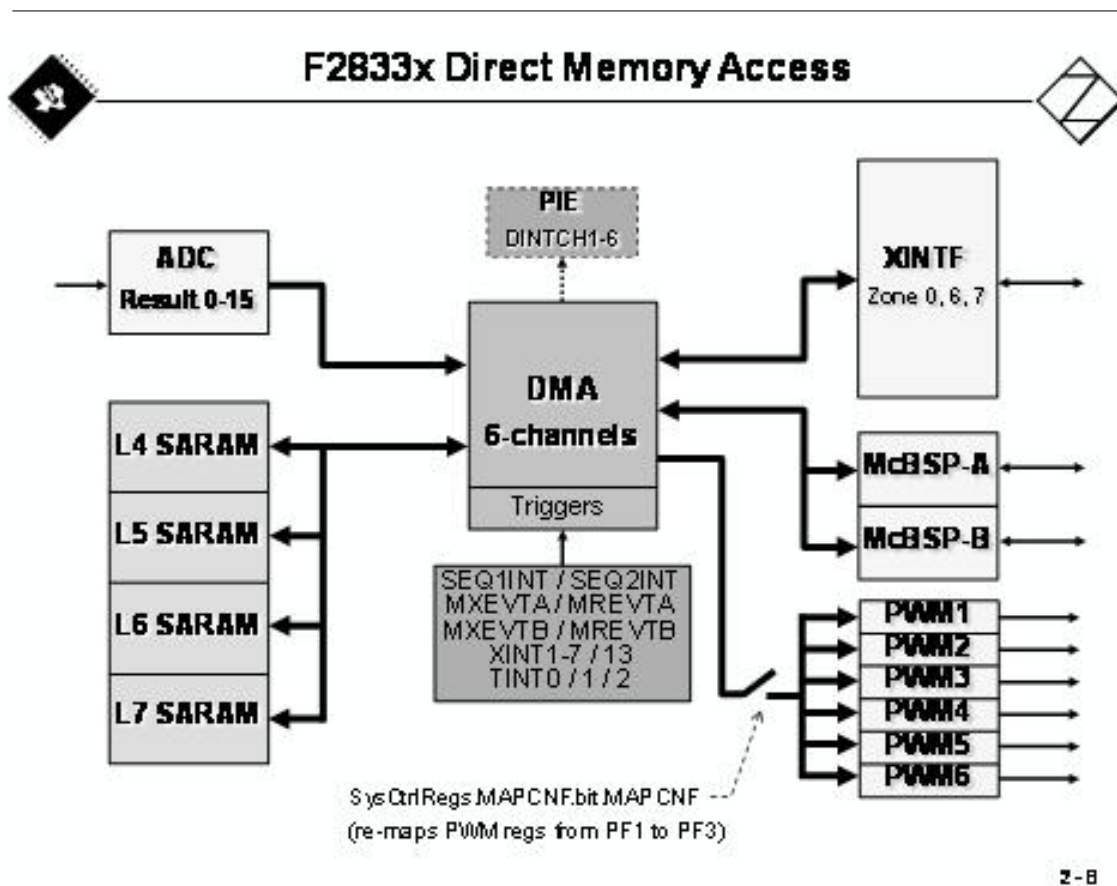 F2833x Direct Memory Access
PIE
DINTCH1-6
ADC
Result 0-15
XINTF
Zone 0, 6, 7
DMA
6-channels
Triggers
L4 SARAM
L5 SARAM
L6 SARAM
L7 SARAM
McBSP-A
McBSP-B
SEQ1INT / SEQ2INT
MXEVTA / MREVTA
MXEVTB / MREVTB
XINT1-7 / 13
TINT0 / 1 / 2
PWM1
PWM2
PWM3
PWM4
PWM5
PWM6
SysCtrlRegs.MAPCNF.bit.MAPCNF
(re-maps PWM regs from PF1 to PF3)
2 - 8